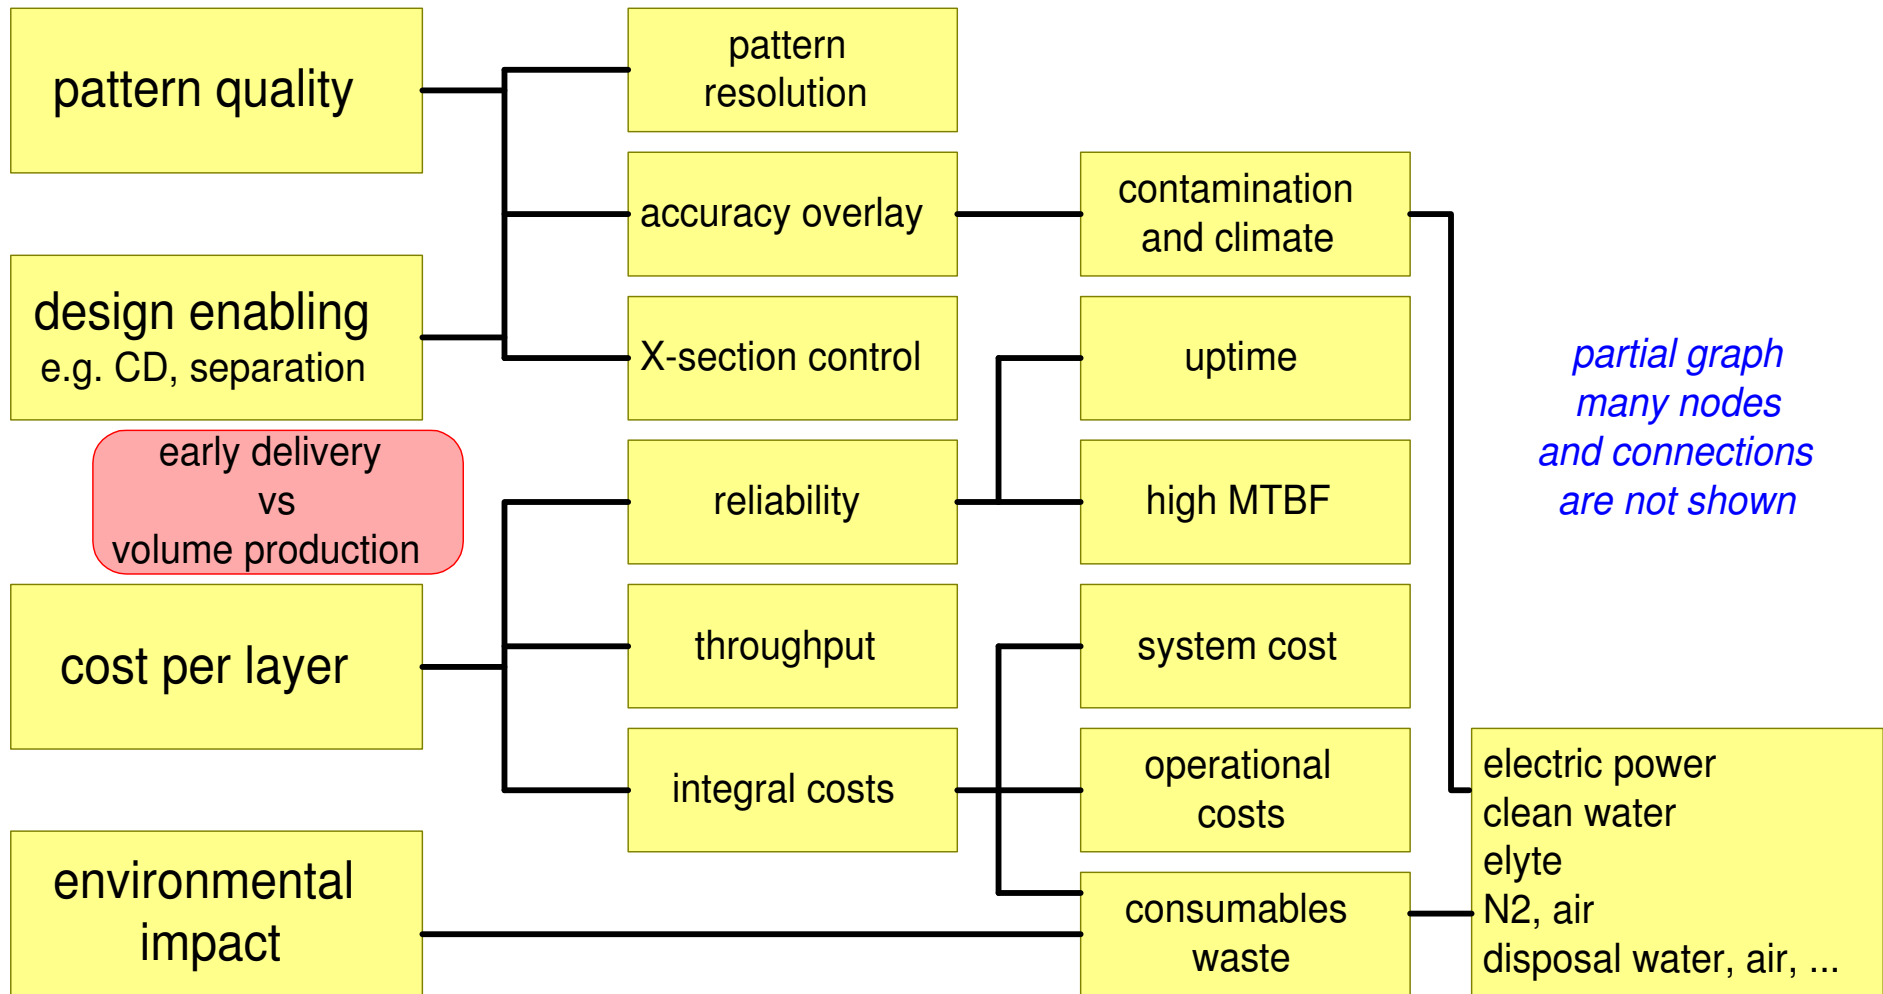 pattern quality
design enabling
e.g. CD, separation
early delivery
vs
volume production
cost per layer
environmental
impact
pattern
resolution
accuracy overlay
X-section control
reliability
throughput
integral costs
contamination
and climate
uptime
high MTBF
system cost
operational
costs
consumables
waste
partial graph
many nodes
and connections
are not shown
electric power
clean water
elyte
N2, air
disposal water, air, ...